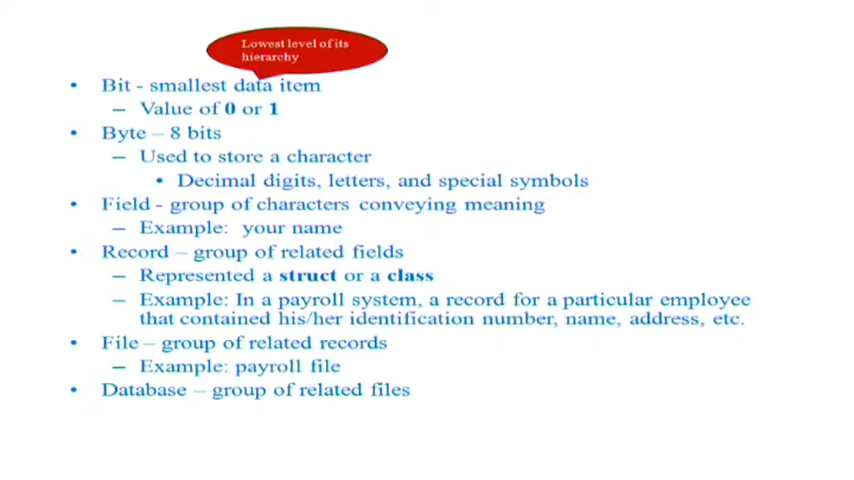 Lowest level of its
hierarchy
• Bit - smallest data item
– Value of 0 or 1
• Byte – 8 bits
– Used to store a character
• Decimal digits, letters, and special symbols
• Field - group of characters conveying meaning
– Example: your name
• Record – group of related fields
– Represented a struct or a class
– Example: In a payroll system, a record for a particular employee
that contained his/her identification number, name, address, etc.
• File – group of related records
– Example: payroll file
• Database – group of related files